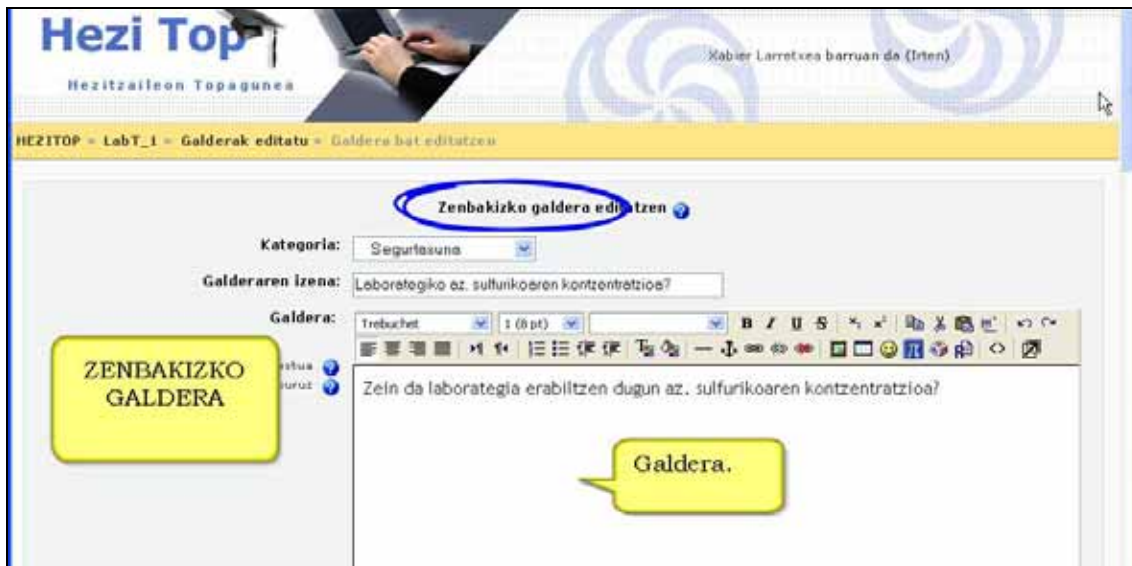 Hezi Top
Hezitzaileon Topagunea
Xabier Larretxea barruan da (Irten)
HEZITOP » LabT_1 » Galderak editatu » Galdera bat editatzen
Zenbakizko galdera editatzen
Kategoria: Segurtasuna
Galderaren izena: Laborategiko az. sulfurikoaren kontzentratzioa?
Galdera: Trebuchet 1 (8 pt)
ZENBAKIZKO
GALDERA
Zein da laborategia erabiltzen dugun az. sulfurikoaren kontzentratzioa?
Galdera.